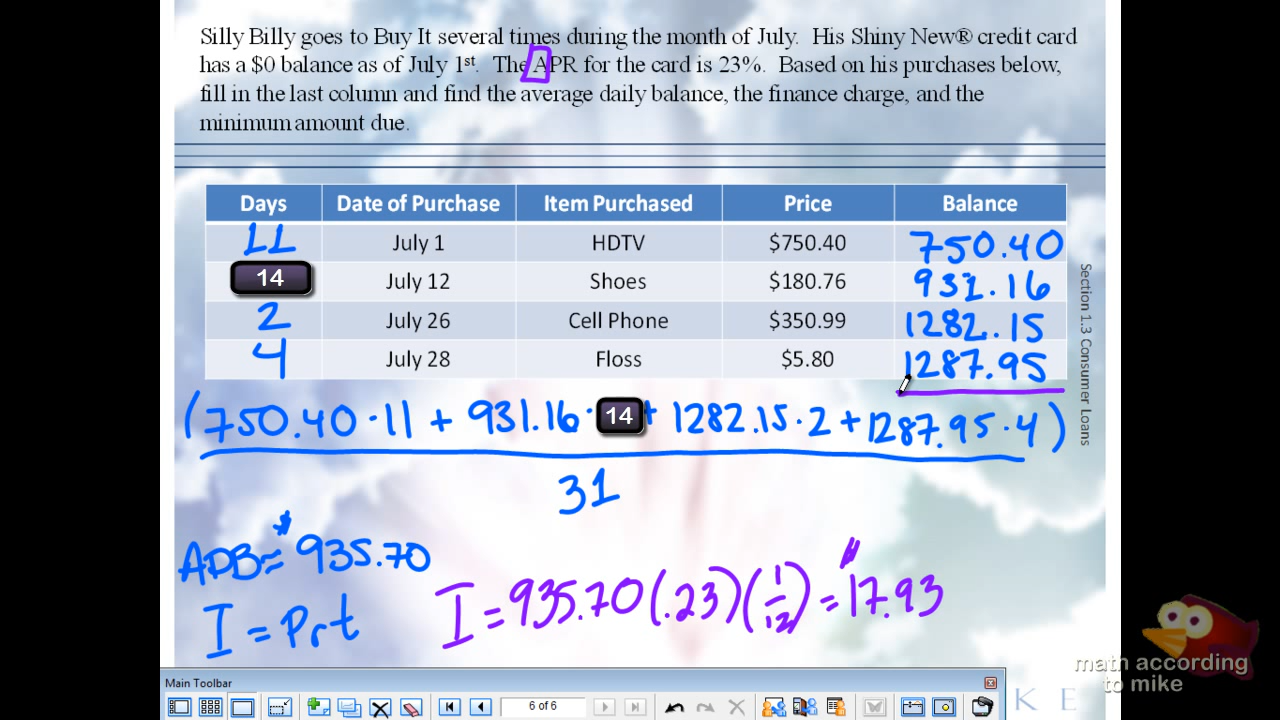 Silly Billy goes to Buy It several times during the month of July. His Shiny New® credit card
has a $0 balance as of July 1st. The APR for the card is 23%. Based on his purchases below,
fill in the last column and find the average daily balance, the finance charge, and the
minimum amount due.
Days Date of Purchase Item Purchased Price Balance
11 July 1 HDTV $750.40 750.40
14 July 12 Shoes $180.76 931.16
2 July 26 Cell Phone $350.99 1282.15
4 July 28 Floss $5.80 1287.95
Section 1.3 Consumer Loans
(750.40 · 11 + 931.16 · 14 + 1282.15 · 2 + 1287.95 · 4)
31
ADB ≈ $935.70
I = Prt
I = 935.70(.23)(1/12) = $17.93
math according
to mike
Main Toolbar
6 of 6
K E